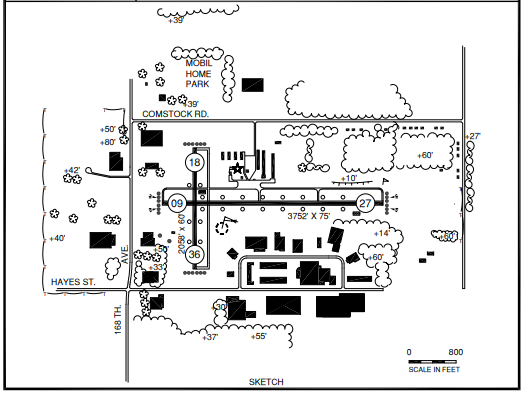 +39'
MOBIL
HOME
PARK
+39'
COMSTOCK RD.
+50'
+80'
+27'
18
+60'
+42'
+10'
09
27
3752' X 75'
2058' X 60'
+14'
+40'
+50'
+50'
AVE.
+60'
+33'
HAYES ST.
168 TH.
+30'
+37'
+55'
36
0 800
SCALE IN FEET
SKETCH